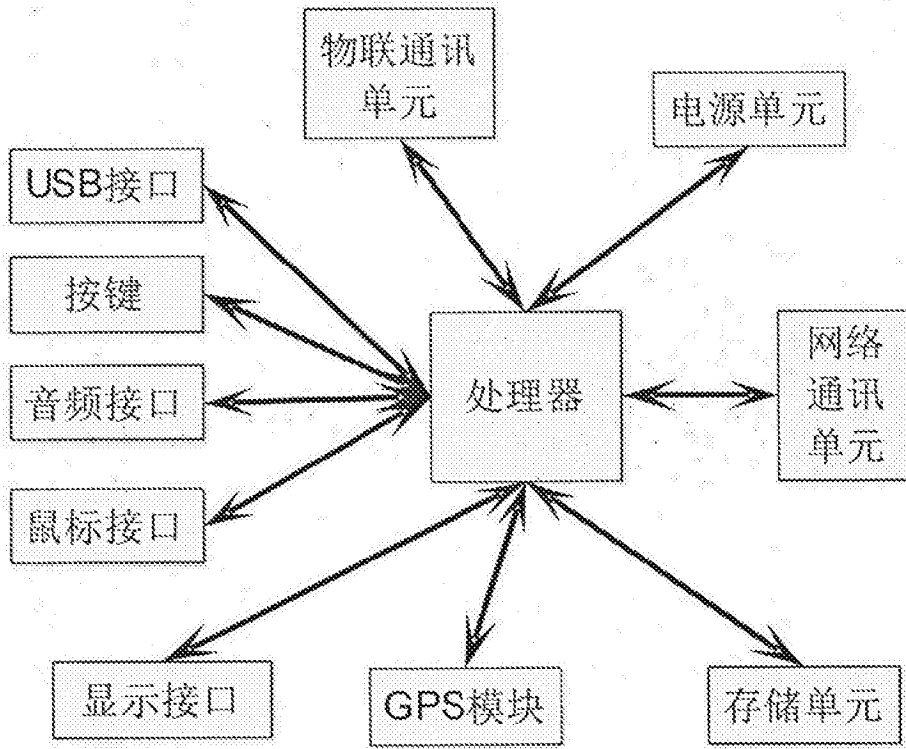 物联通讯
单元
电源单元
USB接口
按键
音频接口
鼠标接口
处理器
网络
通讯
单元
显示接口
GPS模块
存储单元